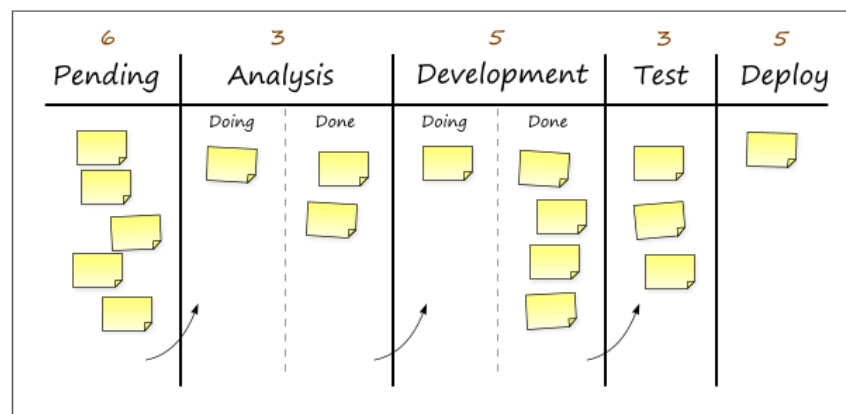 6 3 5 3 5
Pending Analysis Development Test Deploy
Doing Done Doing Done